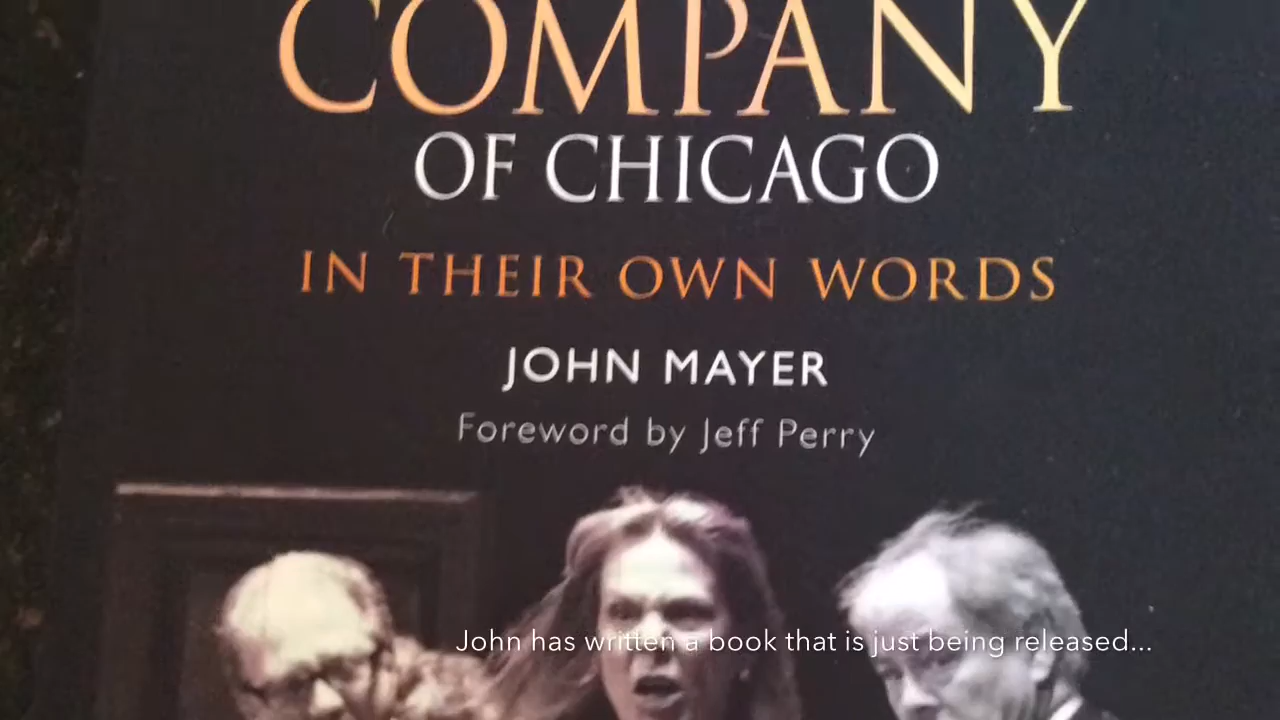 COMPANY
OF CHICAGO
IN THEIR OWN WORDS
JOHN MAYER
Foreword by Jeff Perry
John has written a book that is just being released...